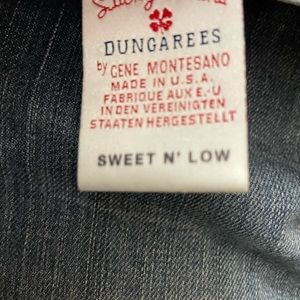 DUNGAREES
by GENE MONTESANO
MADE IN U.S.A.
FABRIQUE AUX E.-U
IN DEN VEREINIGTEN
STAATEN HERGESTELLT
SWEET N' LOW